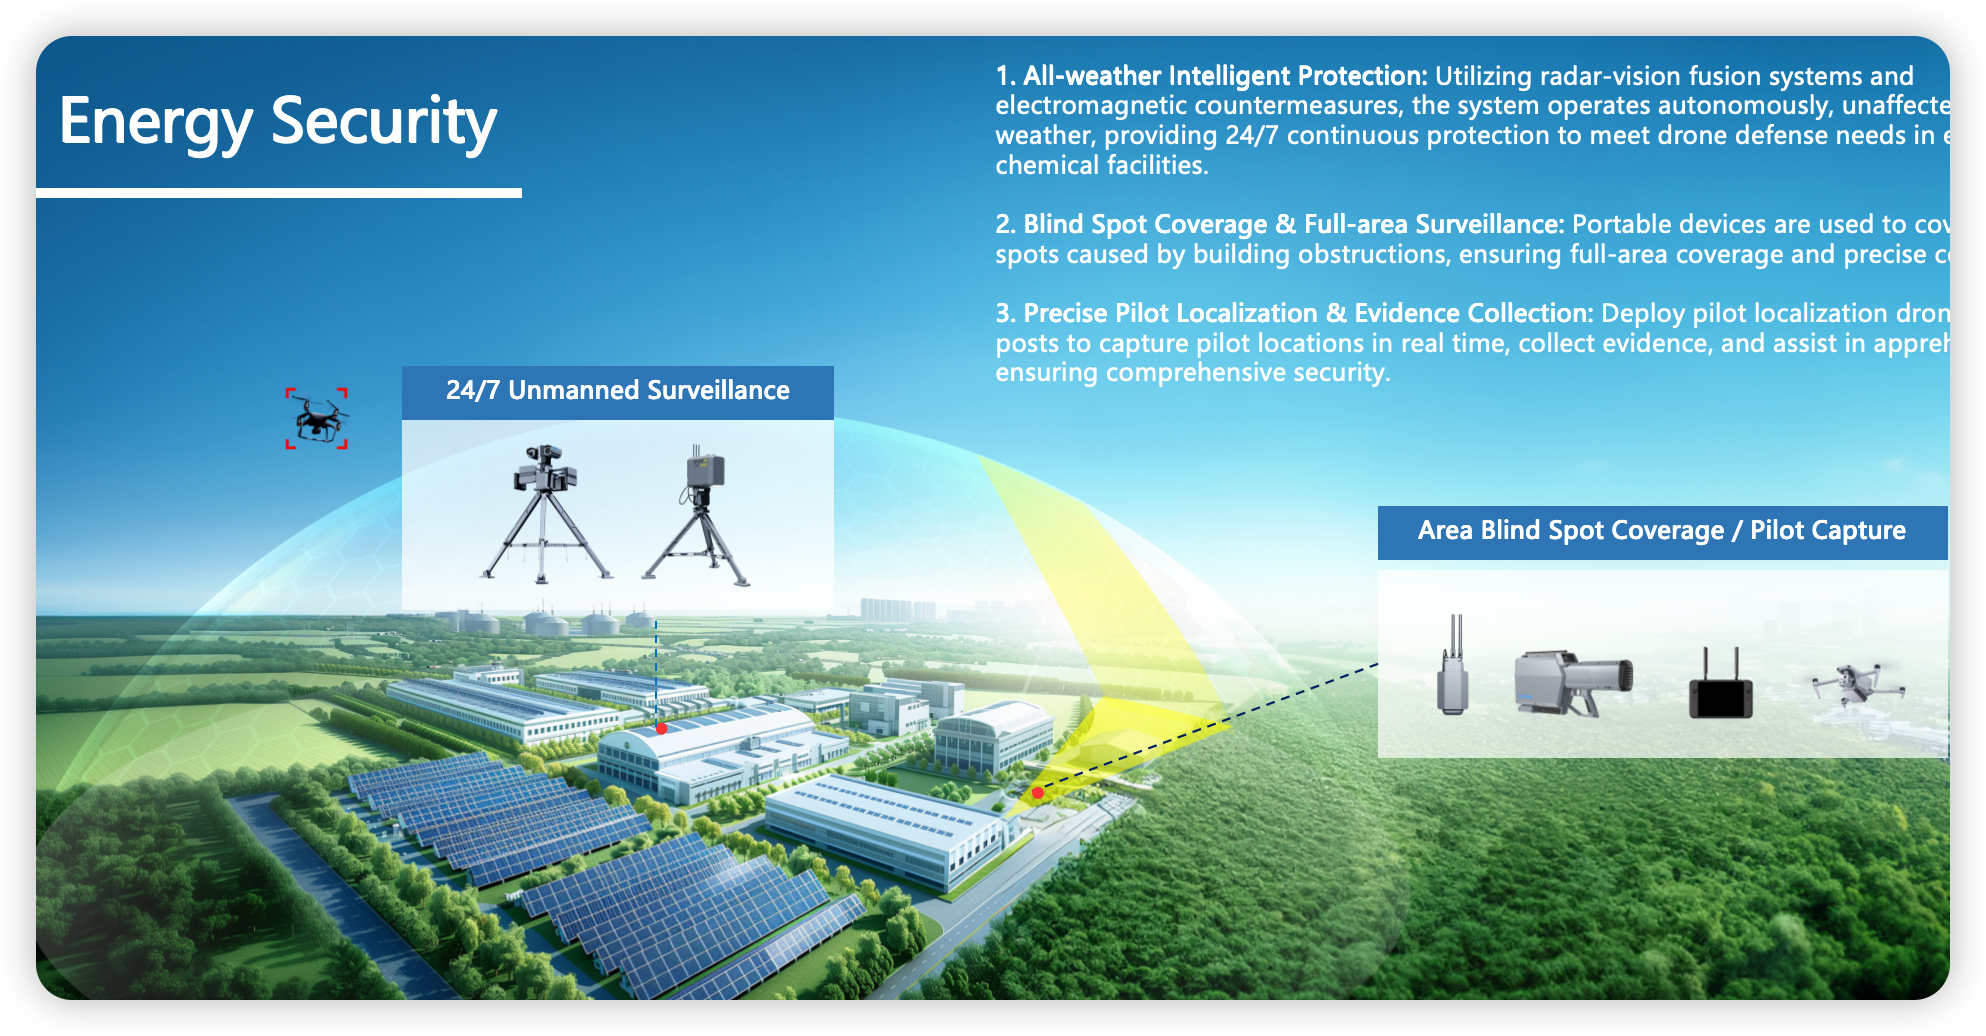 Energy Security
1. All-weather Intelligent Protection: Utilizing radar-vision fusion systems and
electromagnetic countermeasures, the system operates autonomously, unaffecte
weather, providing 24/7 continuous protection to meet drone defense needs in e
chemical facilities.
2. Blind Spot Coverage & Full-area Surveillance: Portable devices are used to cov
spots caused by building obstructions, ensuring full-area coverage and precise c
3. Precise Pilot Localization & Evidence Collection: Deploy pilot localization dron
posts to capture pilot locations in real time, collect evidence, and assist in appreh
ensuring comprehensive security.
24/7 Unmanned Surveillance
Area Blind Spot Coverage / Pilot Capture